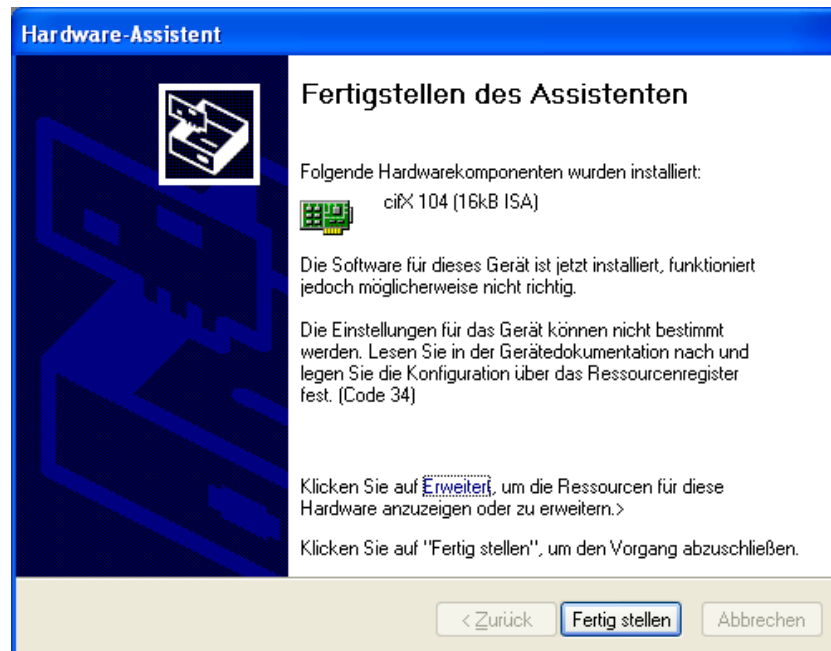 Hardware-Assistent
Fertigstellen des Assistenten
Folgende Hardwarekomponenten wurden installiert:
cifX 104 (16kB ISA)
Die Software für dieses Gerät ist jetzt installiert, funktioniert
jedoch möglicherweise nicht richtig.
Die Einstellungen für das Gerät können nicht bestimmt
werden. Lesen Sie in der Gerätedokumentation nach und
legen Sie die Konfiguration über das Ressourcenregister
fest. (Code 34)
Klicken Sie auf Erweitert, um die Ressourcen für diese
Hardware anzuzeigen oder zu erweitern.>
Klicken Sie auf "Fertig stellen", um den Vorgang abzuschließen.
< Zurück Fertig stellen Abbrechen